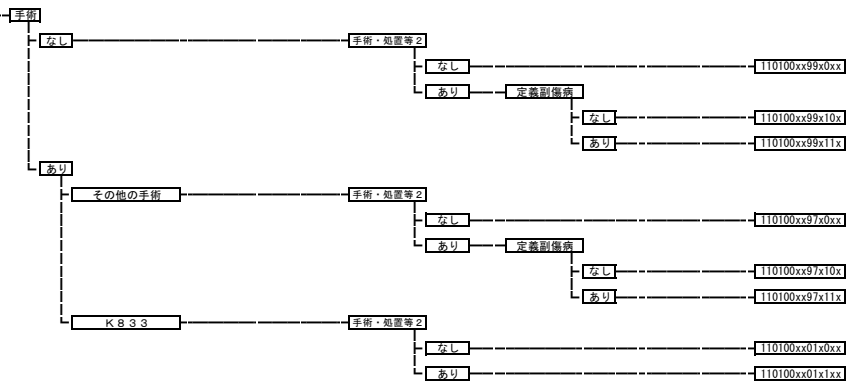 手術
なし 手術・処置等2
なし 110100xx99x0xx
あり 定義副傷病
なし 110100xx99x10x
あり 110100xx99x11x
あり
その他の手術 手術・処置等2
なし 110100xx97x0xx
あり 定義副傷病
なし 110100xx97x10x
あり 110100xx97x11x
K833 手術・処置等2
なし 110100xx01x0xx
あり 110100xx01x1xx